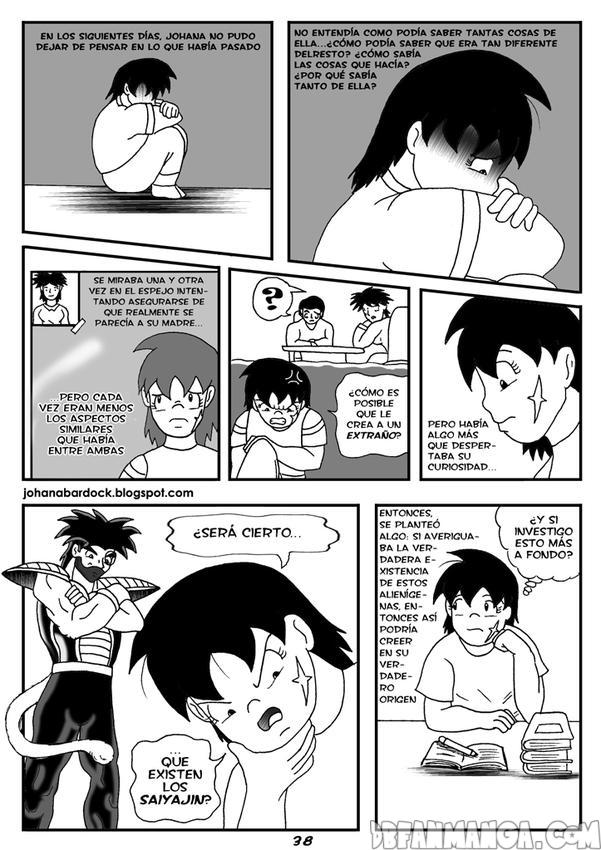 EN LOS SIGUIENTES DÍAS, JOHANA NO PUDO
DEJAR DE PENSAR EN LO QUE HABÍA PASADO
NO ENTENDÍA COMO PODÍA SABER TANTAS COSAS DE
ELLA...¿CÓMO PODÍA SABER QUE ERA TAN DIFERENTE
DELRESTO? ¿CÓMO SABÍA
LAS COSAS QUE HACÍA?
¿POR QUÉ SABÍA
TANTO DE ELLA?
SE MIRABA UNA Y OTRA
VEZ EN EL ESPEJO INTEN-
TANDO ASEGURARSE DE
QUE REALMENTE SE
PARECÍA A SU MADRE...
...PERO CADA
VEZ ERAN MENOS
LOS ASPECTOS
SIMILARES
QUE HABÍA
ENTRE AMBAS
?
¿CÓMO ES
POSIBLE QUE
LE CREA A UN
EXTRAÑO?
PERO HABÍA
ALGO MÁS
QUE DESPER-
TABA SU
CURIOSIDAD...
johanabardock.blogspot.com
¿SERÁ CIERTO...
...
QUE
EXISTEN
LOS
SAIYAJIN?
ENTONCES,
SE PLANTEÓ
ALGO: SI AVERIGUA-
BA LA VER-
DADERA E-
XISTENCIA
DE ESTOS
ALIENÍGE-
NAS, EN-
TONCES ASÍ
PODRÍA
CREER
EN SU
VER-
DADE-
RO
ORIGEN
¿Y SI
INVESTIGO
ESTO MÁS
A FONDO?
38
DBFANMANGA.COM